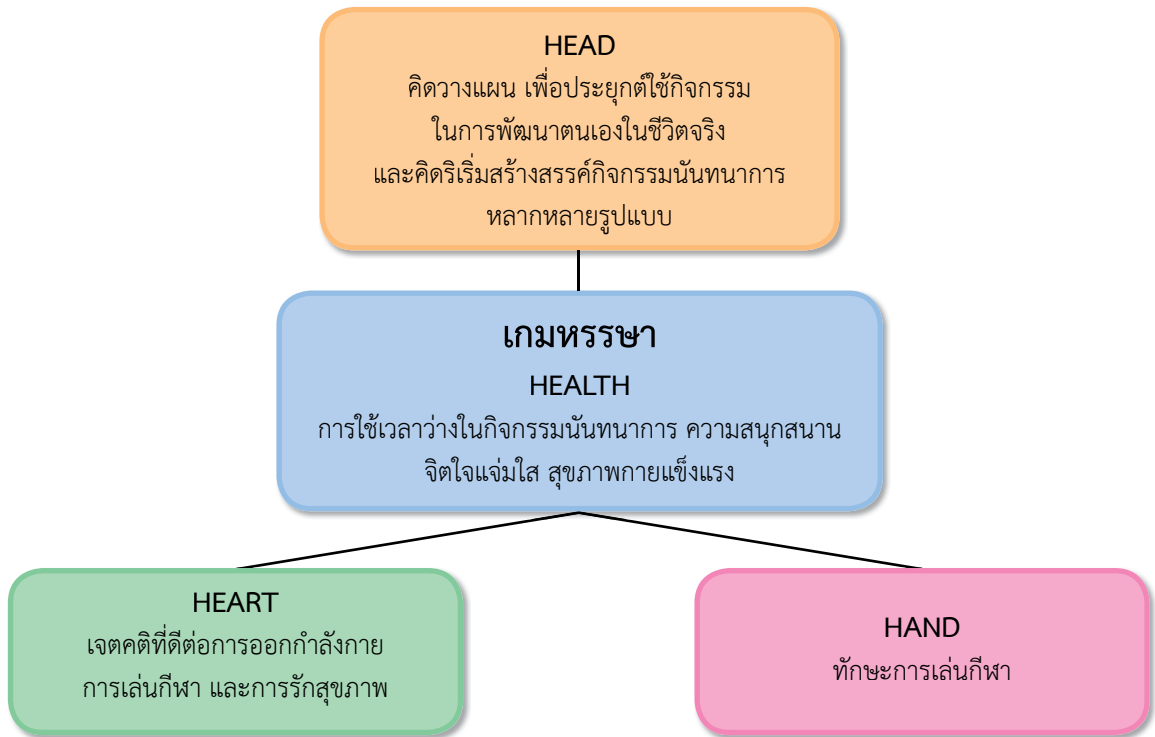 HEAD
คิดวางแผน เพื่อประยุกต์ใช้กิจกรรม
ในการพัฒนาตนเองในชีวิตจริง
และคิดริเริ่มสร้างสรรค์กิจกรรมนันทนาการ
หลากหลายรูปแบบ
เกมหรรษา
HEALTH
การใช้เวลาว่างในกิจกรรมนันทนาการ ความสนุกสนาน
จิตใจแจ่มใส สุขภาพกายแข็งแรง
HEART
เจตคติที่ดีต่อการออกกำลังกาย
การเล่นกีฬา และการรักสุขภาพ
HAND
ทักษะการเล่นกีฬา